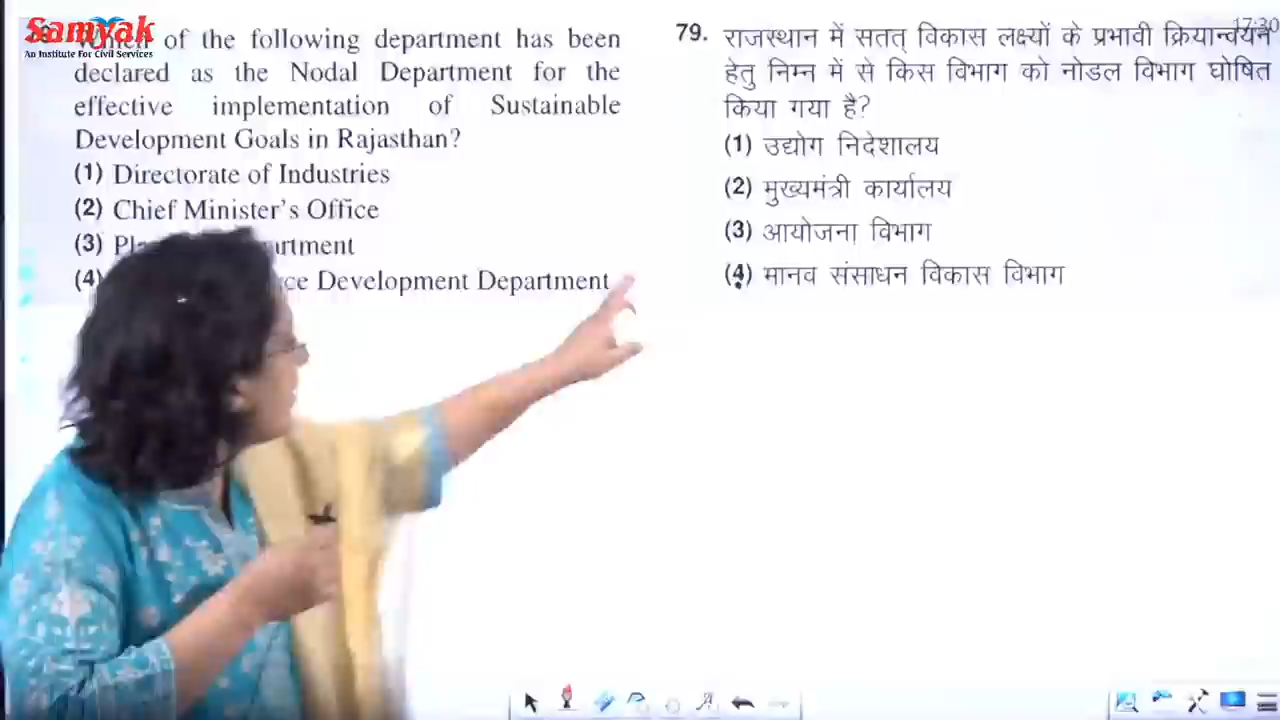 Samyak
An Institute For Civil Services
of the following department has been
declared as the Nodal Department for the
effective implementation of Sustainable
Development Goals in Rajasthan?
(1) Directorate of Industries
(2) Chief Minister's Office
(3)
(4) Development Department
79. राजस्थान में सतत् विकास लक्ष्यों के प्रभावी क्रियान्वयन
हेतु निम्न में से किस विभाग को नोडल विभाग घोषित
किया गया है?
(1) उद्योग निदेशालय
(2) मुख्यमंत्री कार्यालय
(3) आयोजना विभाग
(4) मानव संसाधन विकास विभाग
17:30